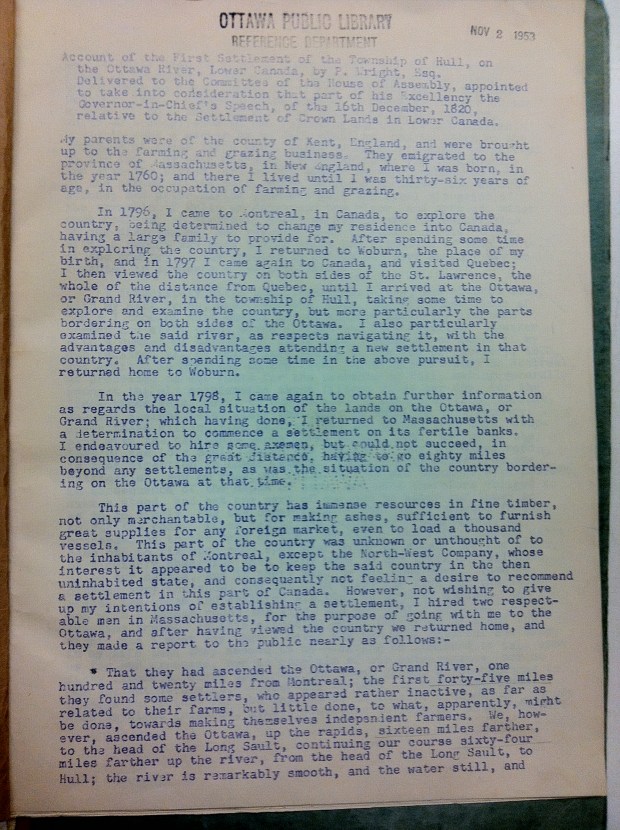 OTTAWA PUBLIC LIBRARY
REFERENCE DEPARTMENT
NOV 2 1953
Account of the First Settlement of the Township of Hull, on
the Ottawa River, Lower Canada, by P. Wright, Esq.
Delivered to the Committee of the House of Assembly, appointed
to take into consideration that part of his Excellency the
Governor-in-Chief's Speech, of the 16th December, 1820,
relative to the Settlement of Crown Lands in Lower Canada.
My parents were of the county of Kent, England, and were brought
up to the farming and grazing business. They emigrated to the
province of Massachusetts, in New England, where I was born, in
the year 1760; and there I lived until I was thirty-six years of
age, in the occupation of farming and grazing.
In 1796, I came to Montreal, in Canada, to explore the
country, being determined to change my residence into Canada,
having a large family to provide for. After spending some time
in exploring the country, I returned to Woburn, the place of my
birth, and in 1797 I came again to Canada, and visited Quebec;
I then viewed the country on both sides of the St. Lawrence, the
whole of the distance from Quebec, until I arrived at the Ottawa,
or Grand River, in the township of Hull, taking some time to
explore and examine the country, but more particularly the parts
bordering on both sides of the Ottawa. I also particularly
examined the said river, as respects navigating it, with the
advantages and disadvantages attending a new settlement in that
country. After spending some time in the above pursuit, I
returned home to Woburn.
In the year 1798, I came again to obtain further information
as regards the local situation of the lands on the Ottawa, or
Grand River; which having done, I returned to Massachusetts with
a determination to commence a settlement on its fertile banks.
I endeavoured to hire some axemen, but could not succeed, in
consequence of the great distance, having to go eighty miles
beyond any settlements, as was the situation of the country border-
ing on the Ottawa at that time.
This part of the country has immense resources in fine timber,
not only merchantable, but for making ashes, sufficient to furnish
great supplies for any foreign market, even to load a thousand
vessels. This part of the country was unknown or unthought of to
the inhabitants of Montreal, except the North-West Company, whose
interest it appeared to be to keep the said country in the then
uninhabited state, and consequently not feeling a desire to recommend
a settlement in this part of Canada. However, not wishing to give
up my intentions of establishing a settlement, I hired two respect-
able men in Massachusetts, for the purpose of going with me to the
Ottawa, and after having viewed the country we returned home, and
they made a report to the public nearly as follows:-
" That they had ascended the Ottawa, or Grand River, one
hundred and twenty miles from Montreal; the first forty-five miles
they found some settlers, who appeared rather inactive, as far as
related to their farms, but little done, to what, apparently, might
be done, towards making themselves indepsnient farmers. We, how-
ever, ascended the Ottawa, up the rapids, sixteen miles farther,
to the head of the Long Sault, continuing our course sixty-four
miles farther up the river, from the head of the Long Sault, to
Hull; the river is remarkably smooth, and the water still, and